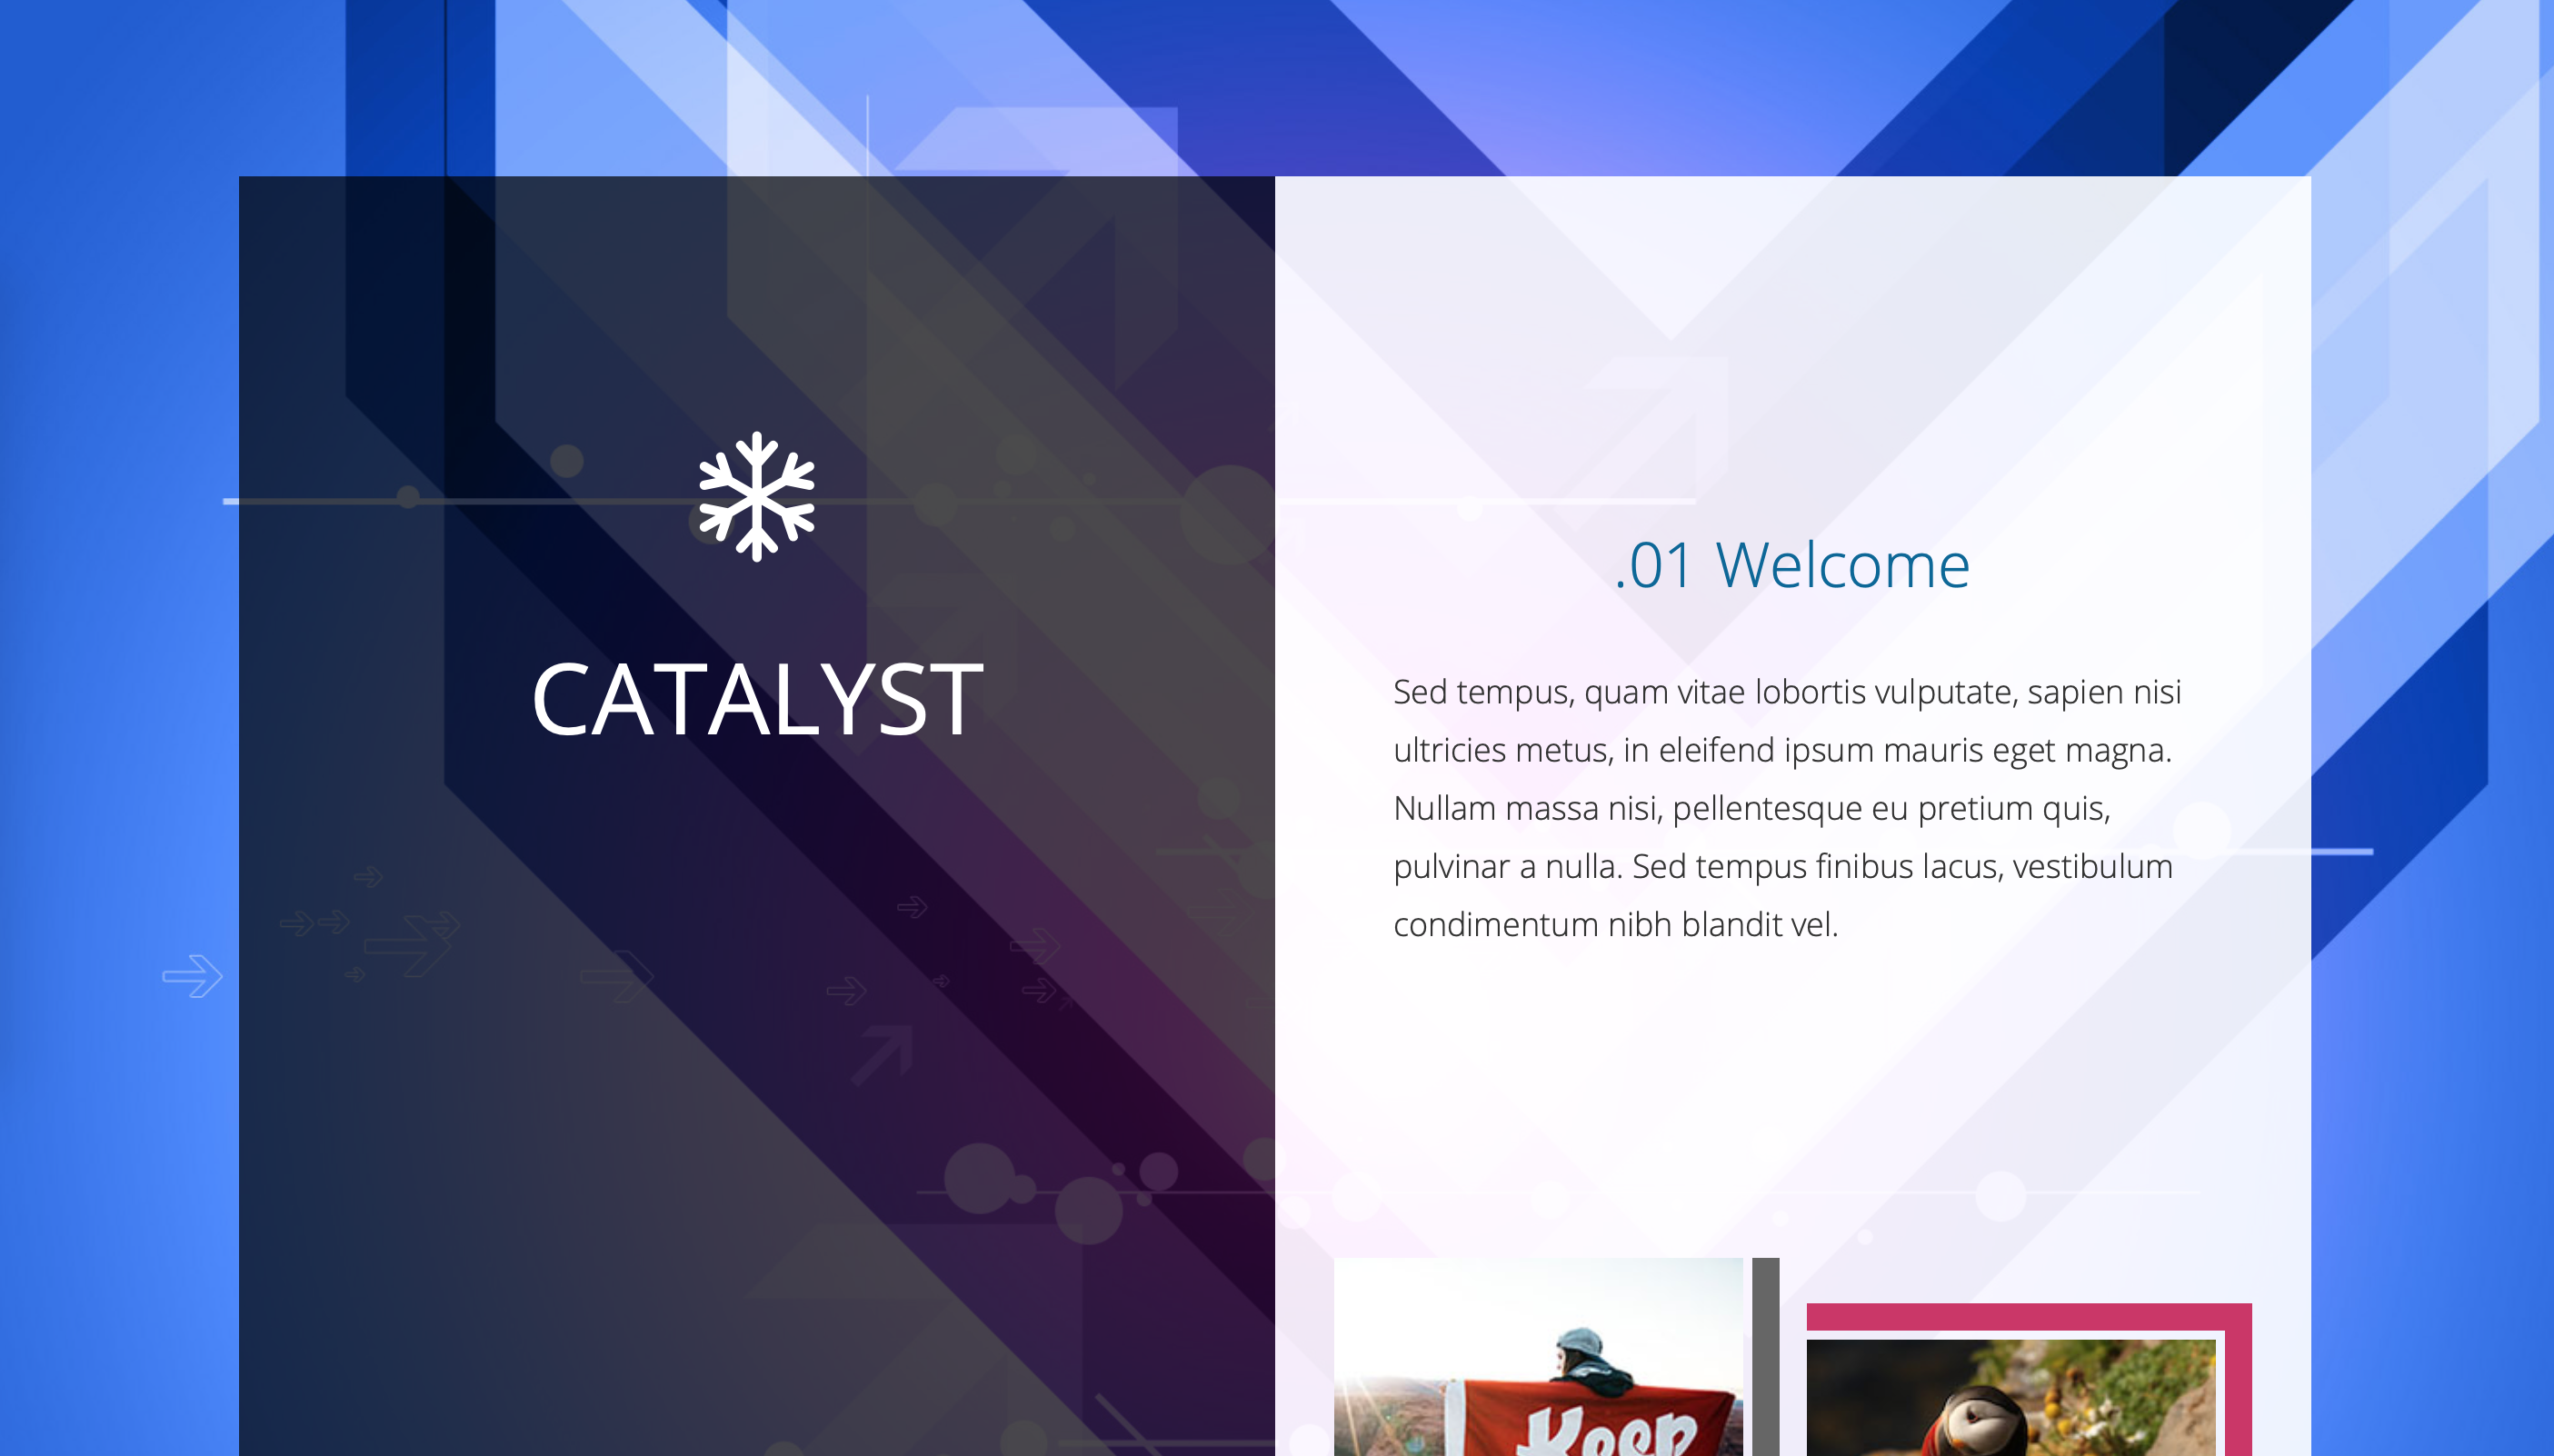 CATALYST
.01 Welcome
Sed tempus, quam vitae lobortis vulputate, sapien nisi
ultricies metus, in eleifend ipsum mauris eget magna.
Nullam massa nisi, pellentesque eu pretium quis,
pulvinar a nulla. Sed tempus finibus lacus, vestibulum
condimentum nibh blandit vel.
Keep